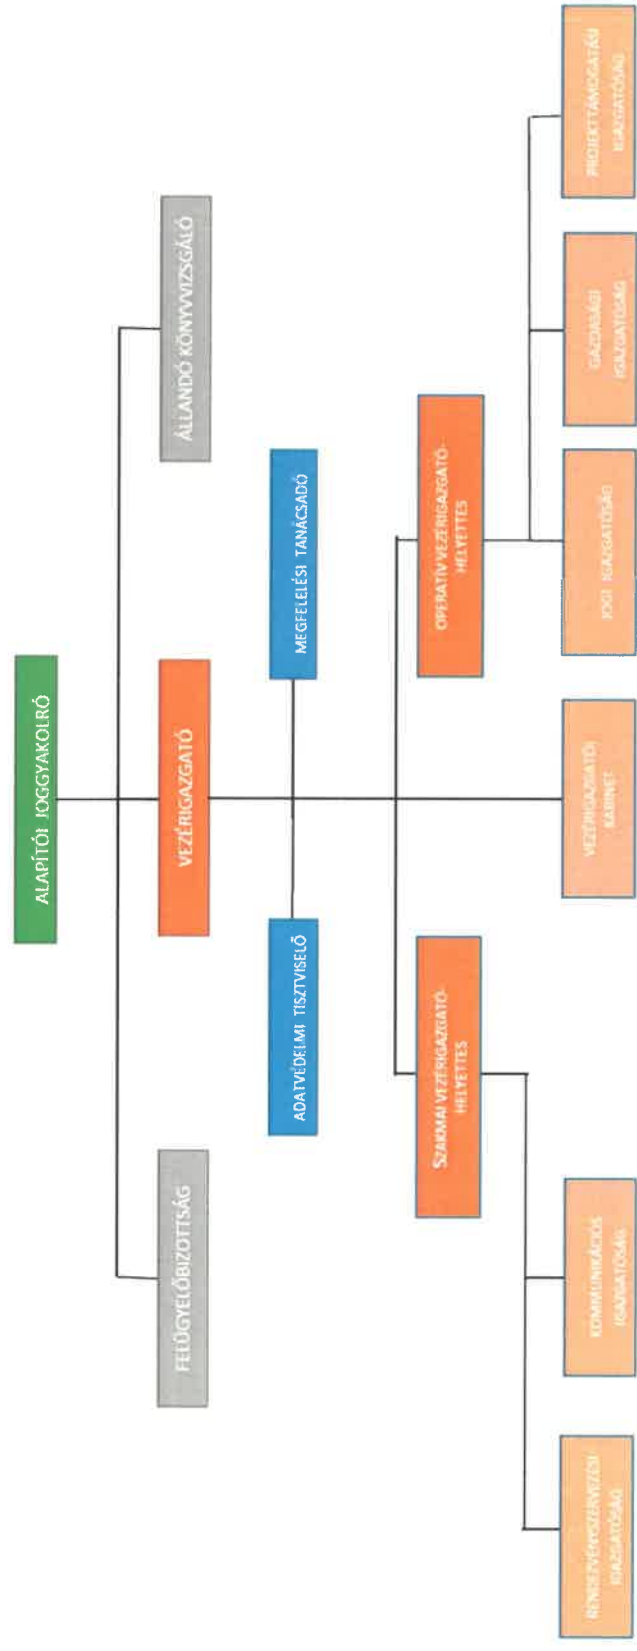 ALAPÍTÓI JOGGYAKOLRÓ
FELÜGYELŐBIZOTTSÁG
VEZÉRIGAZGATÓ
ÁLLANDÓ KÖNYVVIZSGÁLÓ
ADATVÉDELMI TISZTVISELŐ
MEGFELELÉSI TANÁCSADÓ
SZAKMAI VEZÉRIGAZGATÓ-
HELYETTES
OPERATÍV VEZÉRIGAZGATÓ-
HELYETTES
RENDEZVÉNYSZERVEZÉSI
IGAZGATÓSÁG
KOMMUNIKÁCIÓS
IGAZGATÓSÁG
VEZÉRIGAZGATÓI
KABINET
JOGI IGAZGATÓSÁG
GAZDASÁGI
IGAZGATÓSÁG
PROJEKTTÁMOGATÁSI
IGAZGATÓSÁG